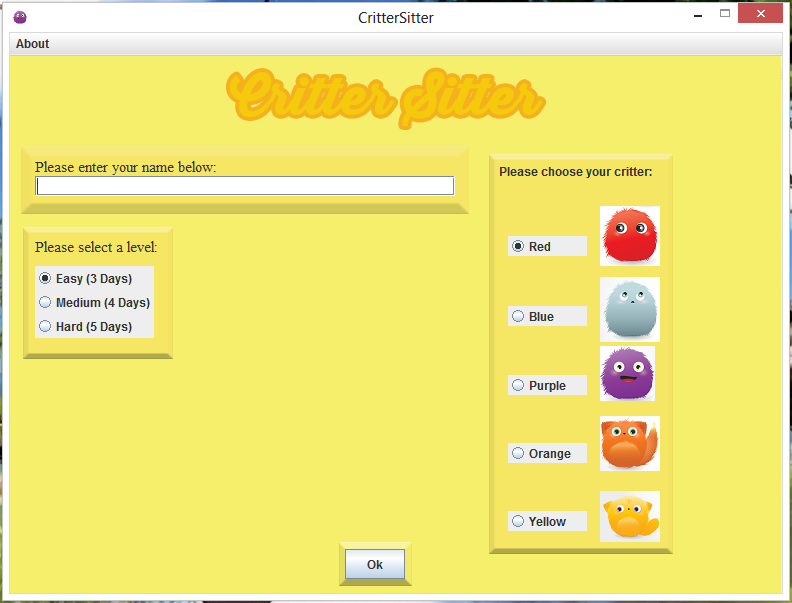 CritterSitter
About
Critter Sitter
Please enter your name below:
Please select a level:
Easy (3 Days)
Medium (4 Days)
Hard (5 Days)
Please choose your critter:
Red
Blue
Purple
Orange
Yellow
Ok